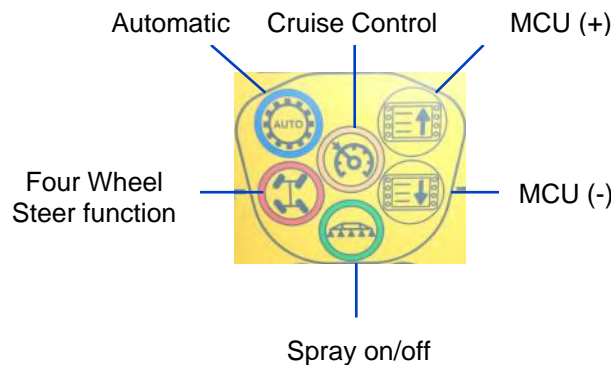 Automatic
Cruise Control
MCU (+)
AUTO
Four Wheel
Steer function
MCU (-)
Spray on/off